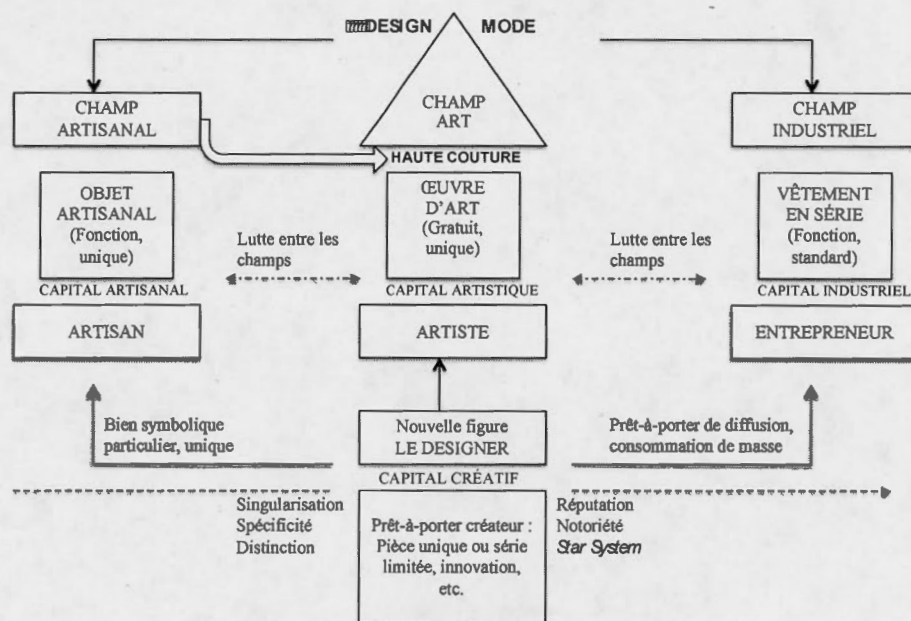 DESIGN MODE
CHAMP
ARTISANAL
CHAMP
ART
CHAMP
INDUSTRIEL
HAUTE COUTURE
OBJET
ARTISANAL
(Fonction,
unique)
ŒUVRE
D'ART
(Gratuit,
unique)
VÊTEMENT
EN SÉRIE
(Fonction,
standard)
Lutte entre les
champs
Lutte entre les
champs
CAPITAL ARTISANAL
CAPITAL ARTISTIQUE
CAPITAL INDUSTRIEL
ARTISAN
ARTISTE
ENTREPRENEUR
Bien symbolique
particulier, unique
Nouvelle figure
LE DESIGNER
Prêt-à-porter de diffusion,
consommation de masse
CAPITAL CRÉATIF
Singularisation
Spécificité
Distinction
Prêt-à-porter créateur :
Pièce unique ou série
limitée, innovation,
etc.
Réputation
Notoriété
Star System